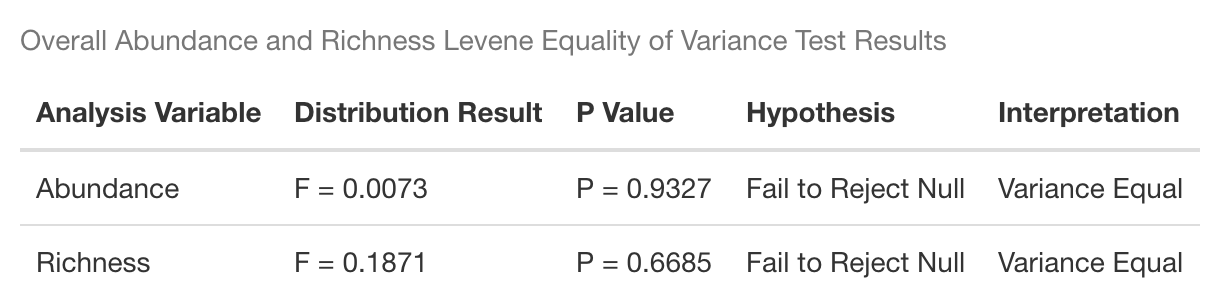 Overall Abundance and Richness Levene Equality of Variance Test Results
Analysis Variable Distribution Result P Value Hypothesis Interpretation
Abundance F = 0.0073 P = 0.9327 Fail to Reject Null Variance Equal
Richness F = 0.1871 P = 0.6685 Fail to Reject Null Variance Equal